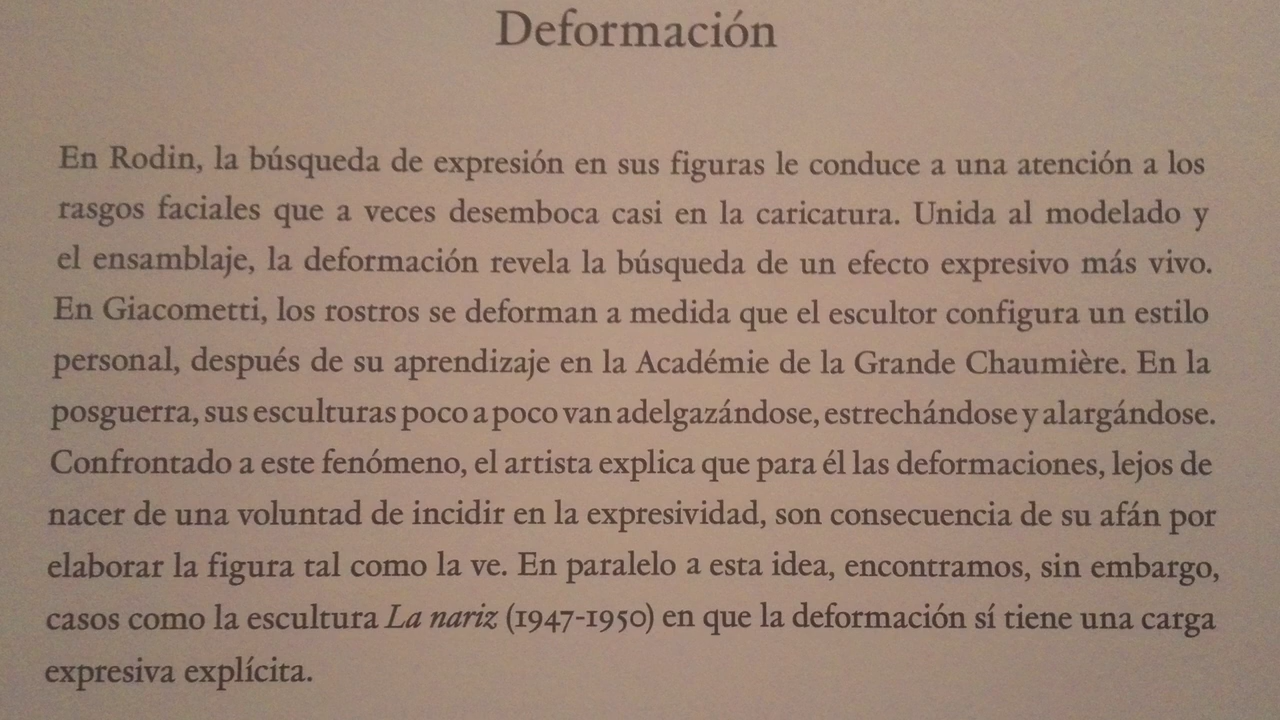 Deformación
En Rodin, la búsqueda de expresión en sus figuras le conduce a una atención a los
rasgos faciales que a veces desemboca casi en la caricatura. Unida al modelado y
el ensamblaje, la deformación revela la búsqueda de un efecto expresivo más vivo.
En Giacometti, los rostros se deforman a medida que el escultor configura un estilo
personal, después de su aprendizaje en la Académie de la Grande Chaumière. En la
posguerra, sus esculturas poco a poco van adelgazándose, estrechándose y alargándose.
Confrontado a este fenómeno, el artista explica que para él las deformaciones, lejos de
nacer de una voluntad de incidir en la expresividad, son consecuencia de su afán por
elaborar la figura tal como la ve. En paralelo a esta idea, encontramos, sin embargo,
casos como la escultura La nariz (1947-1950) en que la deformación sí tiene una carga
expresiva explícita.